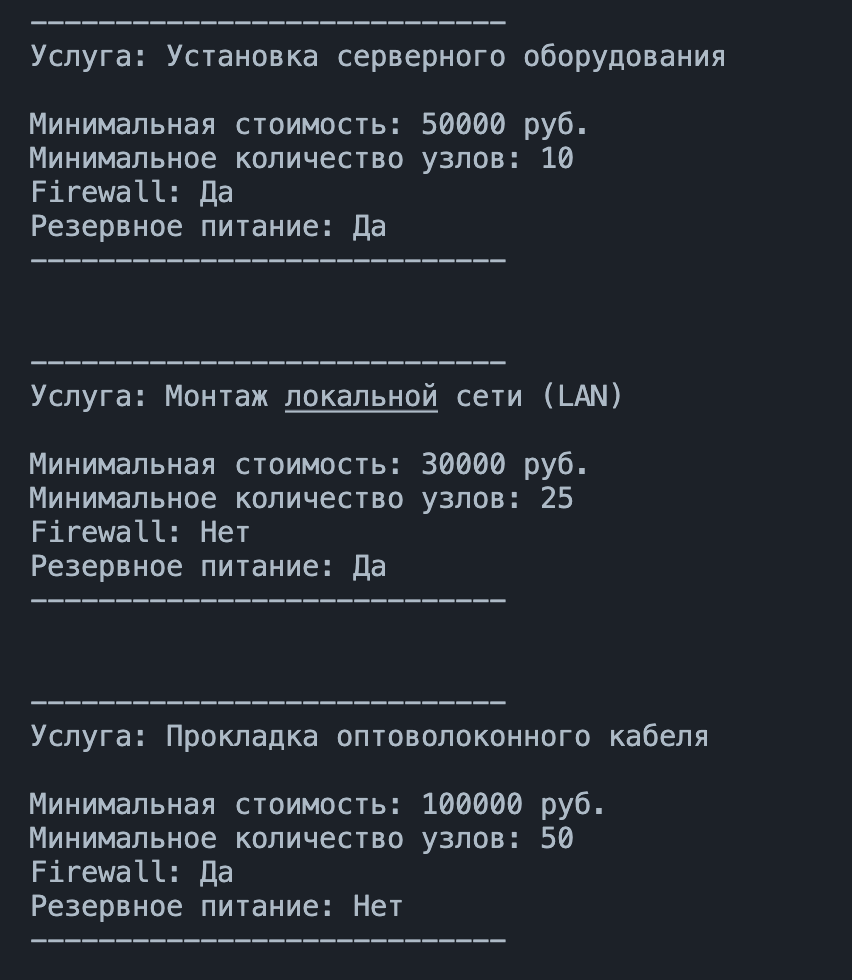 ----------------------------
Услуга: Установка серверного оборудования
Минимальная стоимость: 50000 руб.
Минимальное количество узлов: 10
Firewall: Да
Резервное питание: Да
----------------------------
----------------------------
Услуга: Монтаж локальной сети (LAN)
Минимальная стоимость: 30000 руб.
Минимальное количество узлов: 25
Firewall: Нет
Резервное питание: Да
----------------------------
----------------------------
Услуга: Прокладка оптоволоконного кабеля
Минимальная стоимость: 100000 руб.
Минимальное количество узлов: 50
Firewall: Да
Резервное питание: Нет
----------------------------